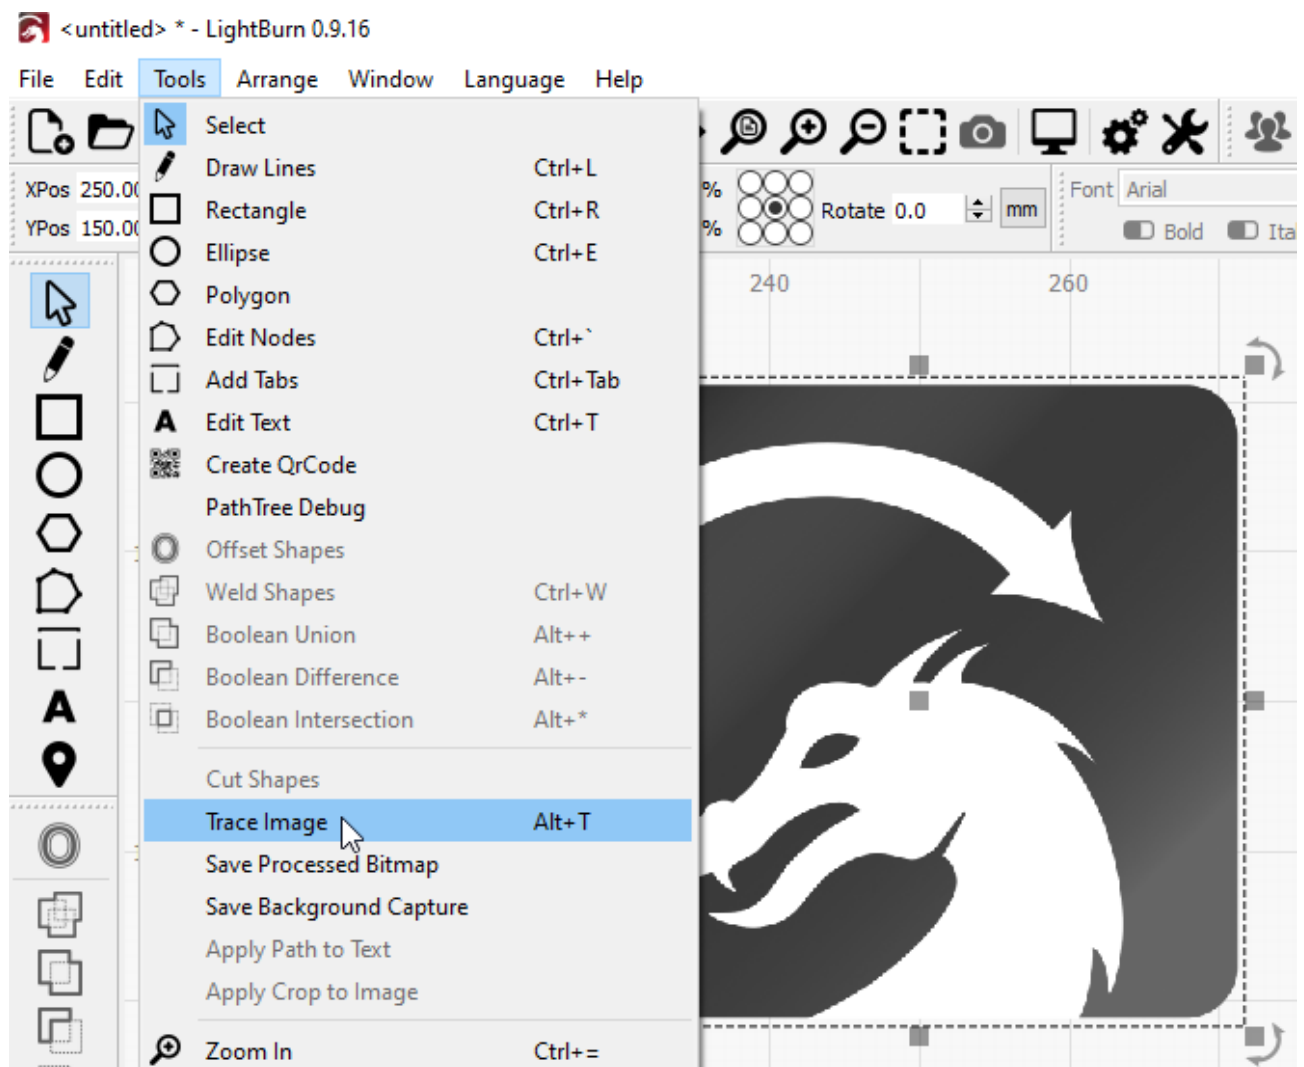 <untitled> * - LightBurn 0.9.16
File Edit Tools Arrange Window Language Help
XPos 250.00
YPos 150.00
%
%
Rotate 0.0
mm
Font Arial
Bold Ital
240 260
Select
Draw Lines Ctrl+L
Rectangle Ctrl+R
Ellipse Ctrl+E
Polygon
Edit Nodes Ctrl+`
Add Tabs Ctrl+Tab
A Edit Text Ctrl+T
Create QrCode
PathTree Debug
Offset Shapes
Weld Shapes Ctrl+W
Boolean Union Alt++
Boolean Difference Alt+-
Boolean Intersection Alt+*
Cut Shapes
Trace Image Alt+T
Save Processed Bitmap
Save Background Capture
Apply Path to Text
Apply Crop to Image
Zoom In Ctrl+=
A